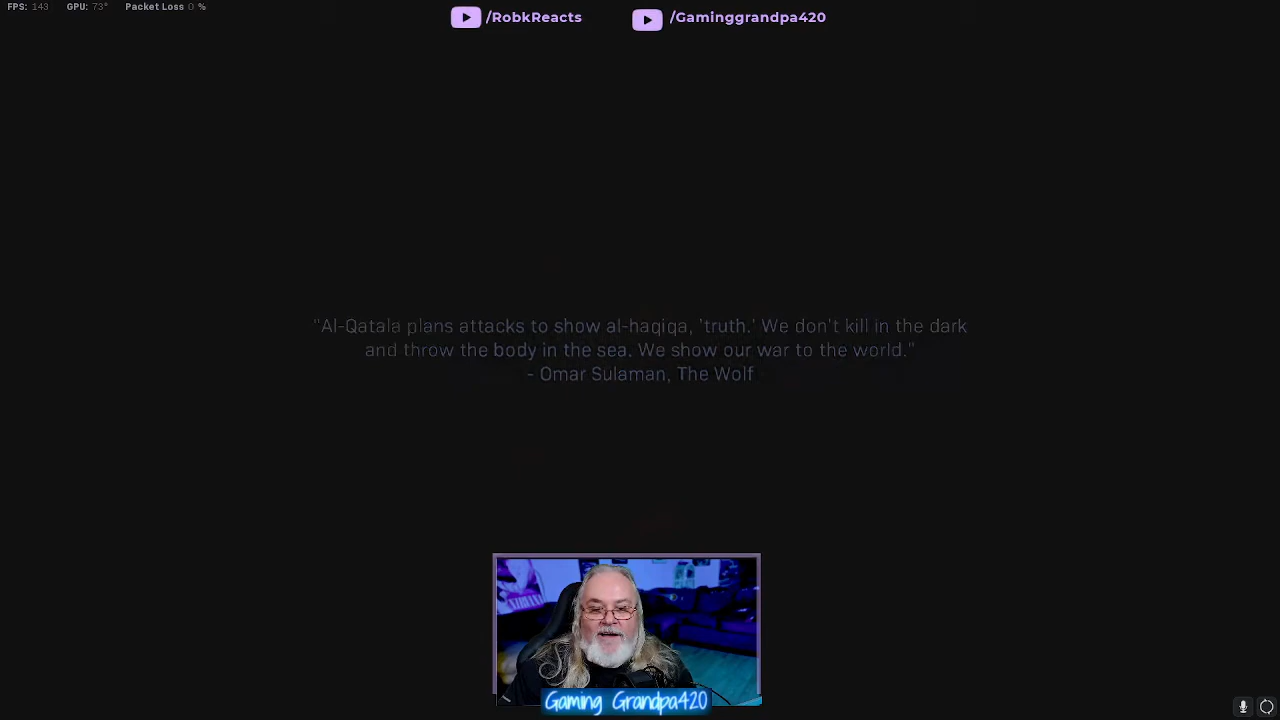 FPS: 143 GPU: 73° Packet Loss 0 %
/RobkReacts /Gaminggrandpa420
"Al-Qatala plans attacks to show al-haqiqa, 'truth.' We don't kill in the dark
and throw the body in the sea. We show our war to the world."
- Omar Sulaman, The Wolf
NIRVANA
Gaming Grandpa420